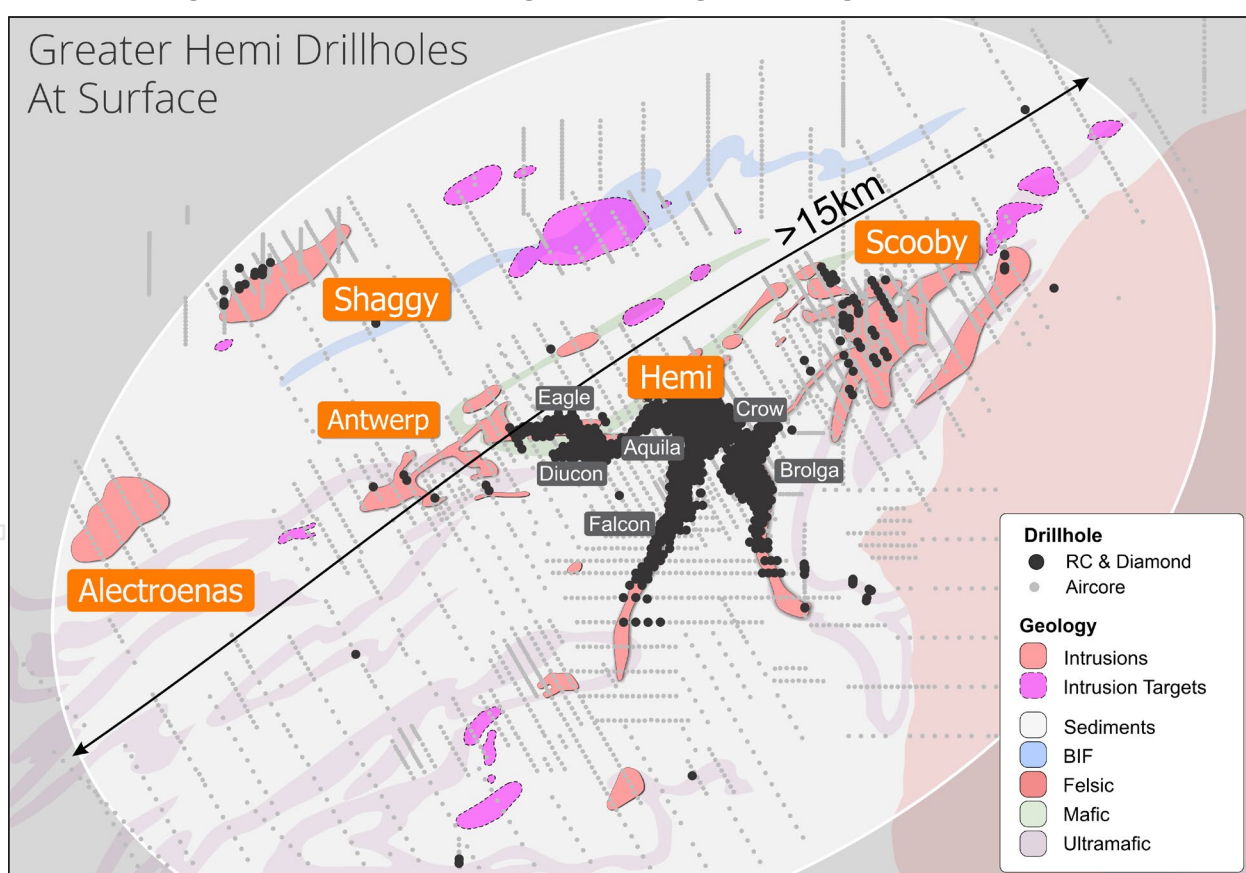 Greater Hemi Drillholes
At Surface
>15km
Scooby
Shaggy
Hemi
Antwerp
Eagle
Crow
Aquila
Diucon
Brolga
Falcon
Alectroenas
Drillhole
RC & Diamond
Aircore
Geology
Intrusions
Intrusion Targets
Sediments
BIF
Felsic
Mafic
Ultramafic